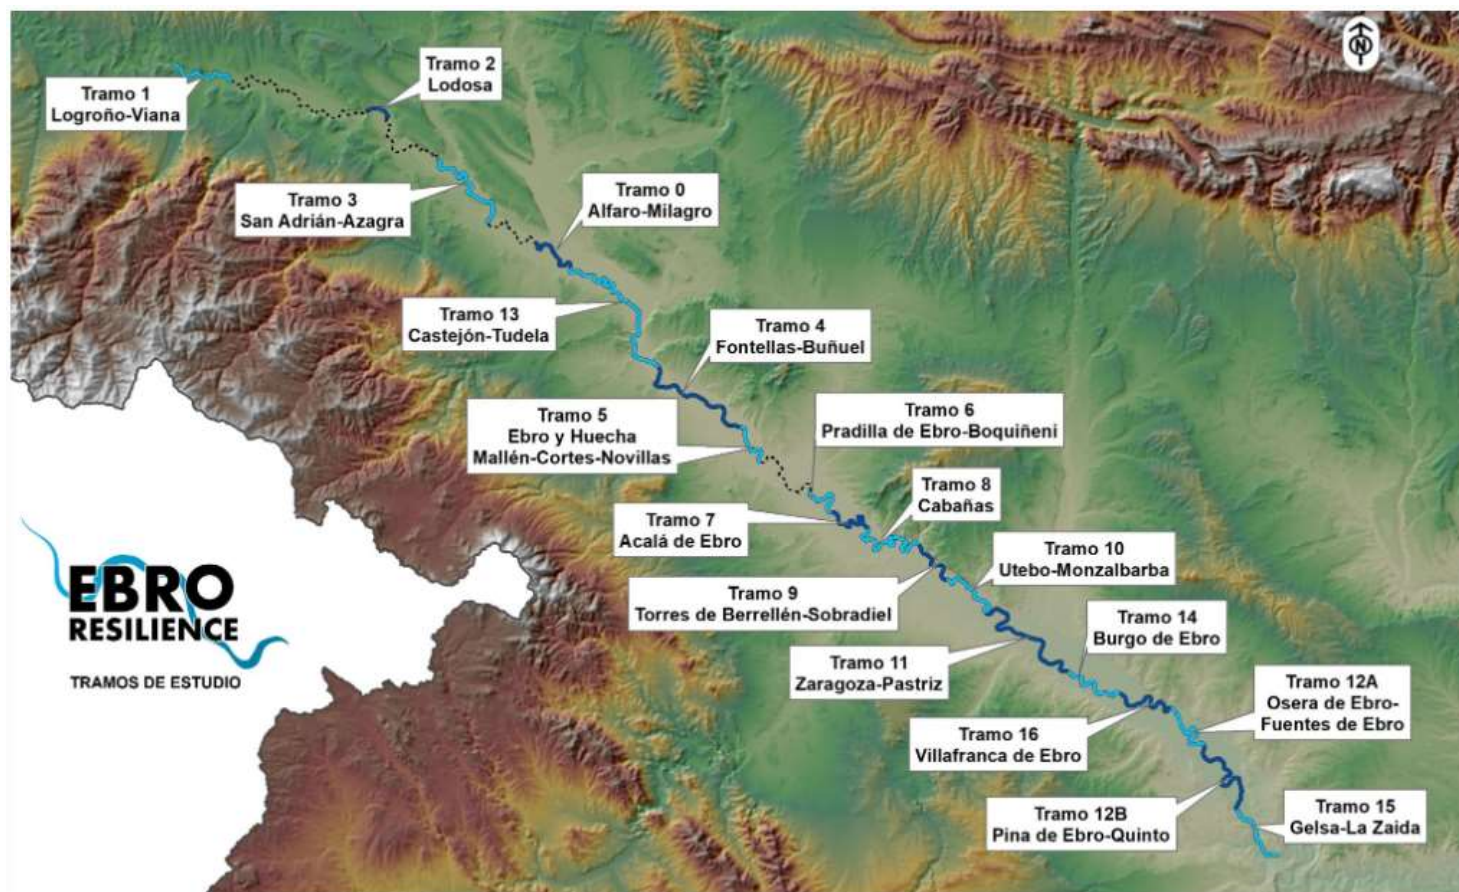 N
Tramo 2
Lodosa
Tramo 1
Logroño-Viana
Tramo 3
San Adrián-Azagra
Tramo 0
Alfaro-Milagro
Tramo 13
Castejón-Tudela
Tramo 4
Fontellas-Buñuel
Tramo 5
Ebro y Huecha
Mallén-Cortes-Novillas
Tramo 6
Pradilla de Ebro-Boquiñeni
Tramo 8
Cabañas
Tramo 7
Acalá de Ebro
Tramo 10
Utebo-Monzalbarba
Tramo 9
Torres de Berrellén-Sobradiel
Tramo 14
Burgo de Ebro
Tramo 11
Zaragoza-Pastriz
Tramo 12A
Osera de Ebro-
Fuentes de Ebro
Tramo 16
Villafranca de Ebro
Tramo 12B
Pina de Ebro-Quinto
Tramo 15
Gelsa-La Zaida
EBRO
RESILIENCE
TRAMOS DE ESTUDIO